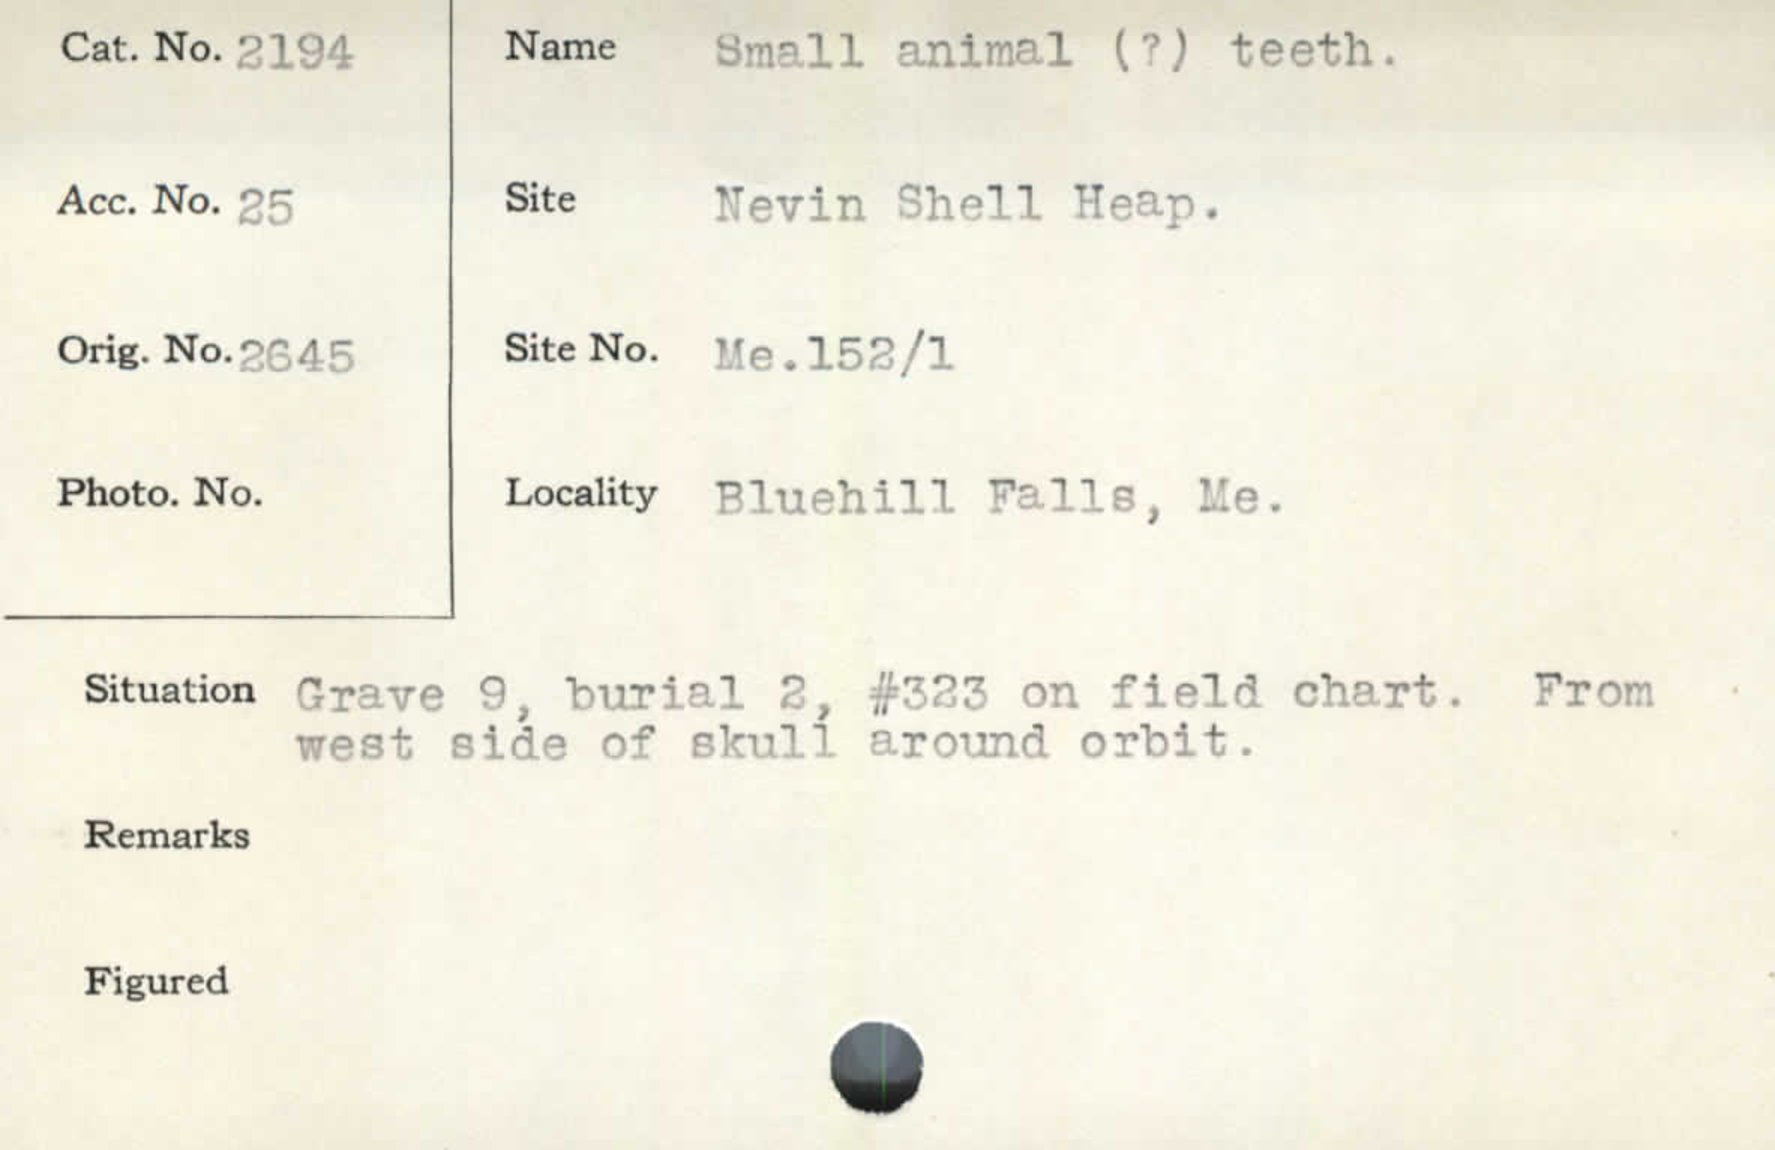 Cat. No. 2194
Name Small animal (?) teeth.
Acc. No. 25
Site Nevin Shell Heap.
Orig. No. 2645
Site No. Me.152/1
Photo. No.
Locality Bluehill Falls, Me.
Situation Grave 9, burial 2, #323 on field chart. From
west side of skull around orbit.
Remarks
Figured